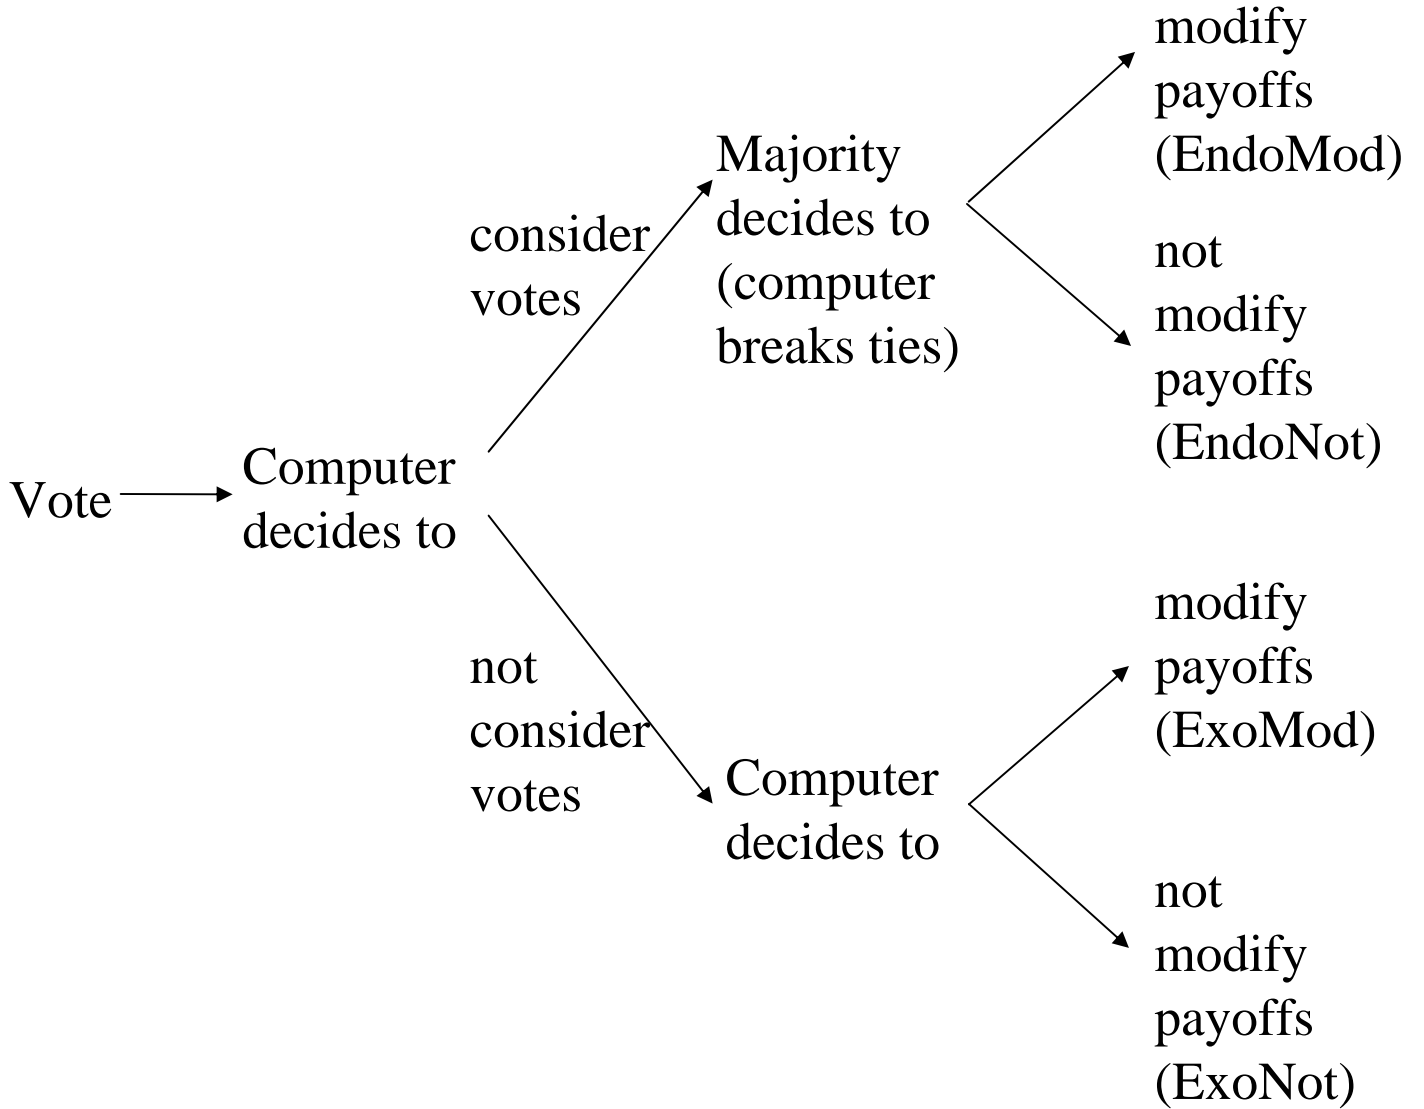 Vote
Computer
decides to
consider
votes
not
consider
votes
Majority
decides to
(computer
breaks ties)
Computer
decides to
modify
payoffs
(EndoMod)
not
modify
payoffs
(EndoNot)
modify
payoffs
(ExoMod)
not
modify
payoffs
(ExoNot)